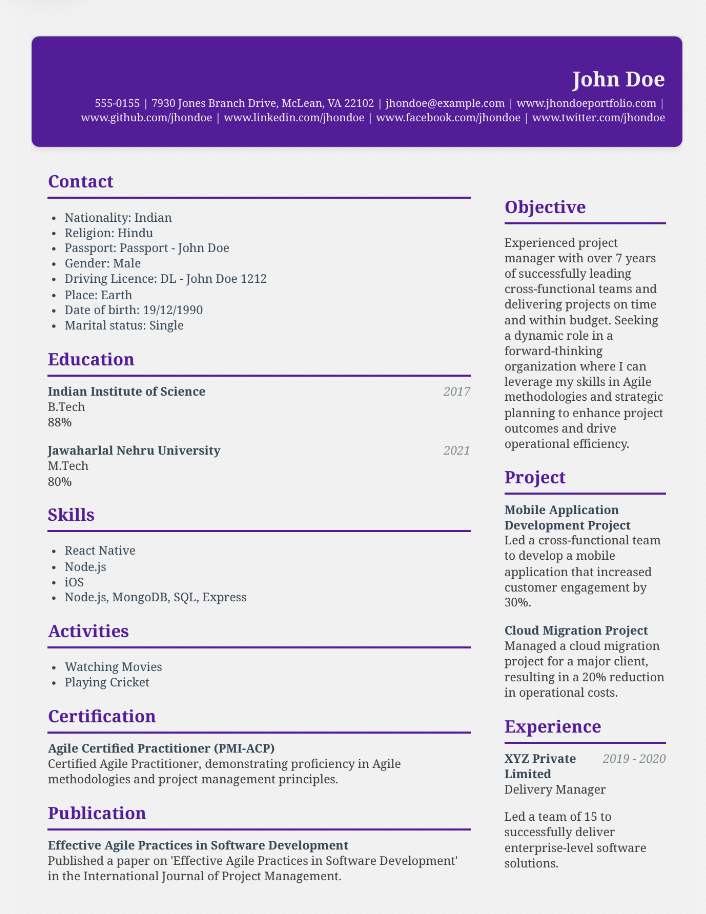 John Doe
555-0155 | 7930 Jones Branch Drive, McLean, VA 22102 | jhondoe@example.com | www.jhondoeportfolio.com |
www.github.com/jhondoe | www.linkedin.com/jhondoe | www.facebook.com/jhondoe | www.twitter.com/jhondoe
Contact
• Nationality: Indian
• Religion: Hindu
• Passport: Passport - John Doe
• Gender: Male
• Driving Licence: DL - John Doe 1212
• Place: Earth
• Date of birth: 19/12/1990
• Marital status: Single
Education
Indian Institute of Science 2017
B.Tech
88%
Jawaharlal Nehru University 2021
M.Tech
80%
Skills
• React Native
• Node.js
• iOS
• Node.js, MongoDB, SQL, Express
Activities
• Watching Movies
• Playing Cricket
Certification
Agile Certified Practitioner (PMI-ACP)
Certified Agile Practitioner, demonstrating proficiency in Agile
methodologies and project management principles.
Publication
Effective Agile Practices in Software Development
Published a paper on 'Effective Agile Practices in Software Development'
in the International Journal of Project Management.
Objective
Experienced project
manager with over 7 years
of successfully leading
cross-functional teams and
delivering projects on time
and within budget. Seeking
a dynamic role in a
forward-thinking
organization where I can
leverage my skills in Agile
methodologies and strategic
planning to enhance project
outcomes and drive
operational efficiency.
Project
Mobile Application
Development Project
Led a cross-functional team
to develop a mobile
application that increased
customer engagement by
30%.
Cloud Migration Project
Managed a cloud migration
project for a major client,
resulting in a 20% reduction
in operational costs.
Experience
XYZ Private 2019 - 2020
Limited
Delivery Manager
Led a team of 15 to
successfully deliver
enterprise-level software
solutions.